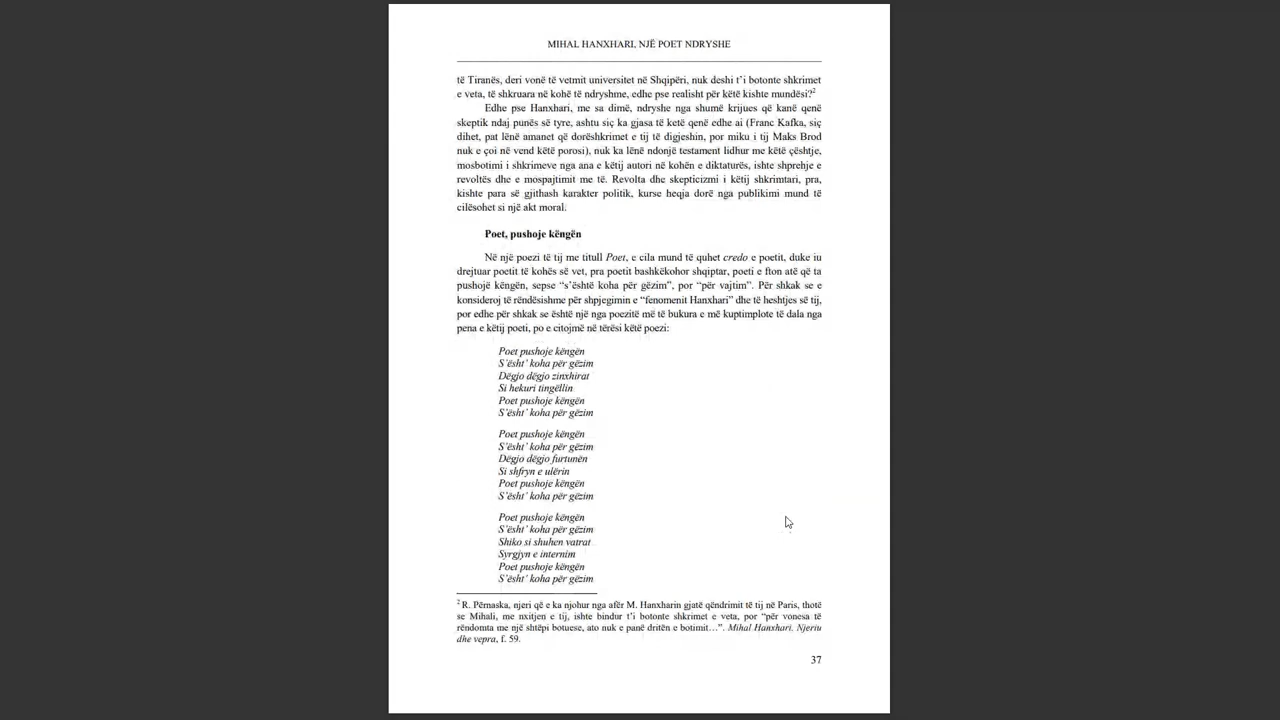 MIHAL HANXHARI, NJË POET NDRYSHE
të Tiranës, deri vonë të vetmit universitet në Shqipëri, nuk deshi t’i botonte shkrimet
e veta, të shkruara në kohë të ndryshme, edhe pse realisht për këtë kishte mundësi?2
Edhe pse Hanxhari, me sa dimë, ndryshe nga shumë krijues që kanë qenë
skeptik ndaj punës së tyre, ashtu siç ka gjasa të ketë qenë edhe ai (Franc Kafka, siç
dihet, pat lënë amanet që dorëshkrimet e tij të digjeshin, por miku i tij Maks Brod
nuk e çoi në vend këtë porosi), nuk ka lënë ndonjë testament lidhur me këtë çështje,
mosbotimi i shkrimeve nga ana e këtij autori në kohën e diktaturës, ishte shprehje e
revoltës dhe e mospajtimit me të. Revolta dhe skepticizmi i këtij shkrimtari, pra,
kishte para së gjithash karakter politik, kurse heqja dorë nga publikimi mund të
cilësohet si një akt moral.
Poet, pushoje këngën
Në një poezi të tij me titull Poet, e cila mund të quhet credo e poetit, duke iu
drejtuar poetit të kohës së vet, pra poetit bashkëkohor shqiptar, poeti e fton atë që ta
pushojë këngën, sepse “s’është koha për gëzim”, por “për vajtim”. Për shkak se e
konsideroj të rëndësishme për shpjegimin e “fenomenit Hanxhari” dhe të heshtjes së tij,
por edhe për shkak se është një nga poezitë më të bukura e më kuptimplote të dala nga
pena e këtij poeti, po e citojmë në tërësi këtë poezi:
Poet pushoje këngën
S’ësht’ koha për gëzim
Dëgjo dëgjo zinxhirat
Si hekuri tingëllin
Poet pushoje këngën
S’ësht’ koha për gëzim
Poet pushoje këngën
S’ësht’ koha për gëzim
Dëgjo dëgjo furtunën
Si shfryn e ulërin
Poet pushoje këngën
S’ësht’ koha për gëzim
Poet pushoje këngën
S’ësht’ koha për gëzim
Shiko si shuhen vatrat
Syrgjyn e internim
Poet pushoje këngën
S’ësht’ koha për gëzim
2 R. Përnaska, njeri që e ka njohur nga afër M. Hanxharin gjatë qëndrimit të tij në Paris, thotë
se Mihali, me nxitjen e tij, ishte bindur t’i botonte shkrimet e veta, por “për vonesa të
rëndomta me një shtëpi botuese, ato nuk e panë dritën e botimit…”. Mihal Hanxhari. Njeriu
dhe vepra, f. 59.
37